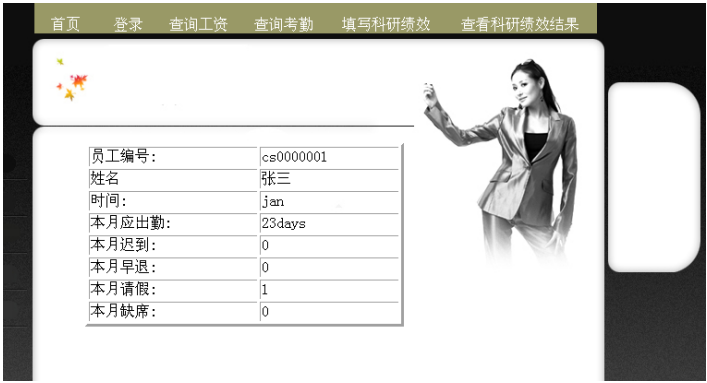 首页 登录 查询工资 查询考勤 填写科研绩效 查看科研绩效结果
员工编号: cs0000001
姓名 张三
时间: jan
本月应出勤: 23days
本月迟到: 0
本月早退: 0
本月请假: 1
本月缺席: 0